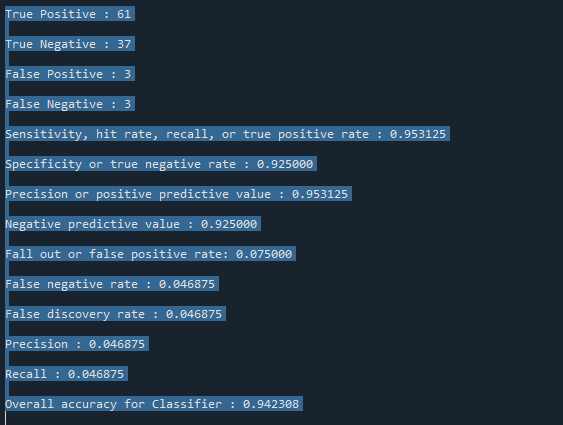 True Positive : 61
True Negative : 37
False Positive : 3
False Negative : 3
Sensitivity, hit rate, recall, or true positive rate : 0.953125
Specificity or true negative rate : 0.925000
Precision or positive predictive value : 0.953125
Negative predictive value : 0.925000
Fall out or false positive rate: 0.075000
False negative rate : 0.046875
False discovery rate : 0.046875
Precision : 0.046875
Recall : 0.046875
Overall accuracy for Classifier : 0.942308